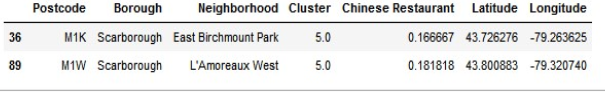 Postcode Borough Neighborhood Cluster Chinese Restaurant Latitude Longitude
36 M1K Scarborough East Birchmount Park 5.0 0.166667 43.726276 -79.263625
89 M1W Scarborough L'Amoreaux West 5.0 0.181818 43.800883 -79.320740